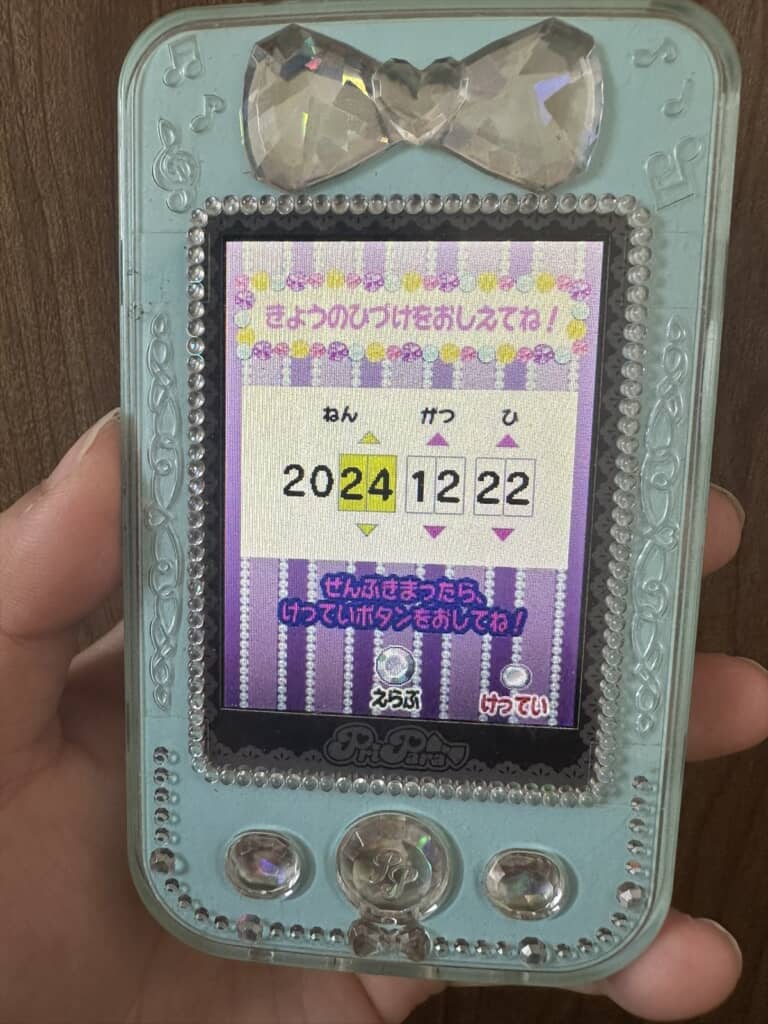 きょうのひづけをおしえてね！
ねん がつ ひ
2024 12 22
ぜんぶきまったら、
けっていボタンをおしてね！
えらぶ けってい
PriPara
PP